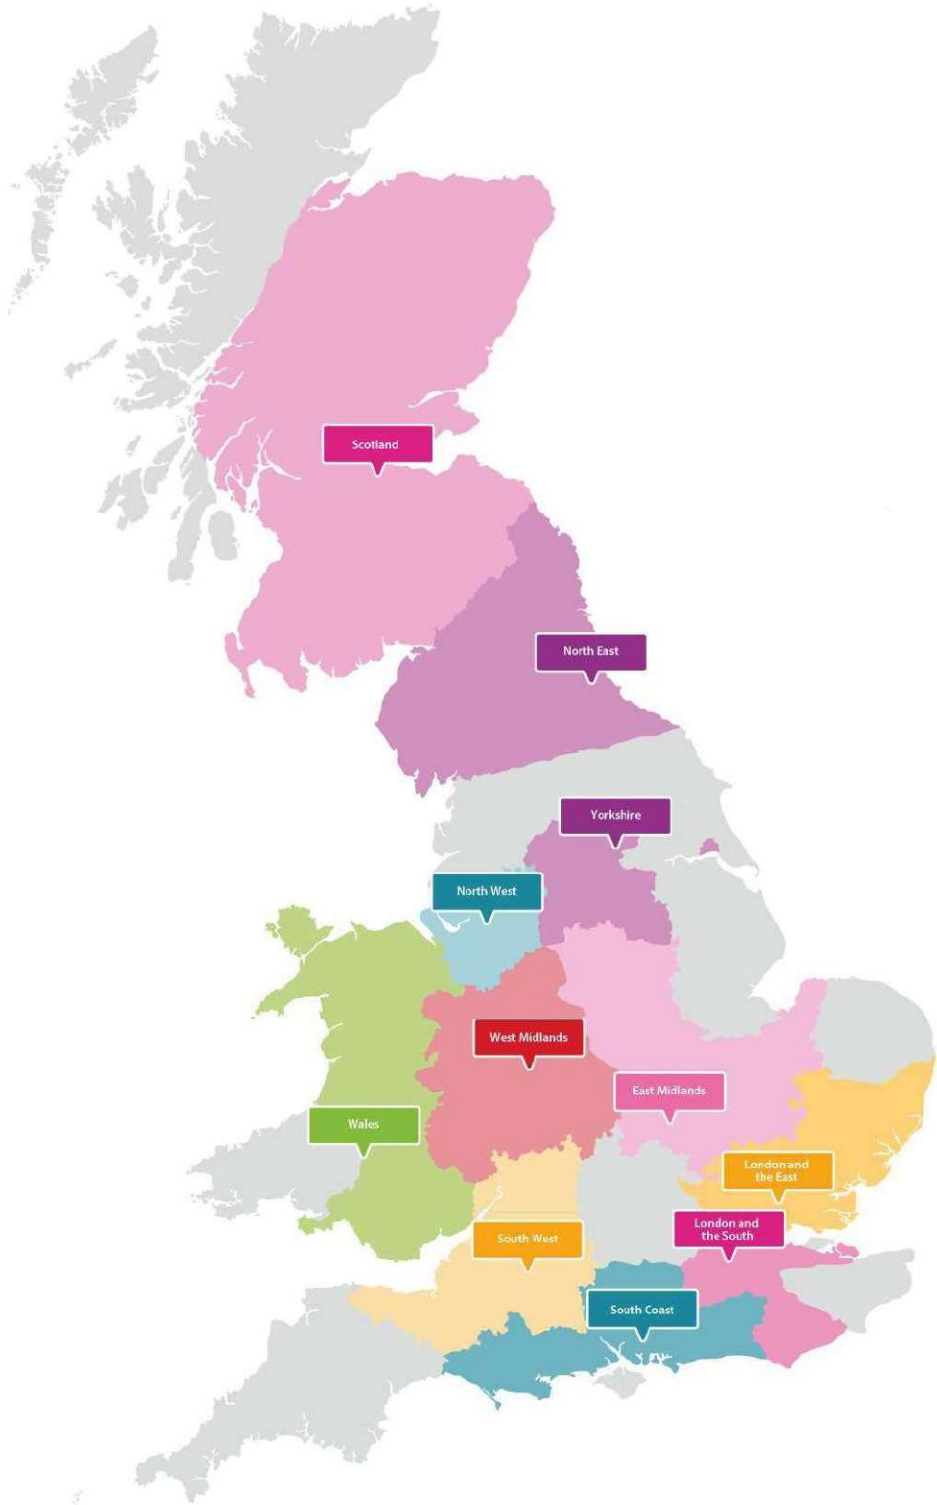 Scotland
North East
Yorkshire
North West
West Midlands
East Midlands
Wales
London and
the East
London and
the South
South West
South Coast